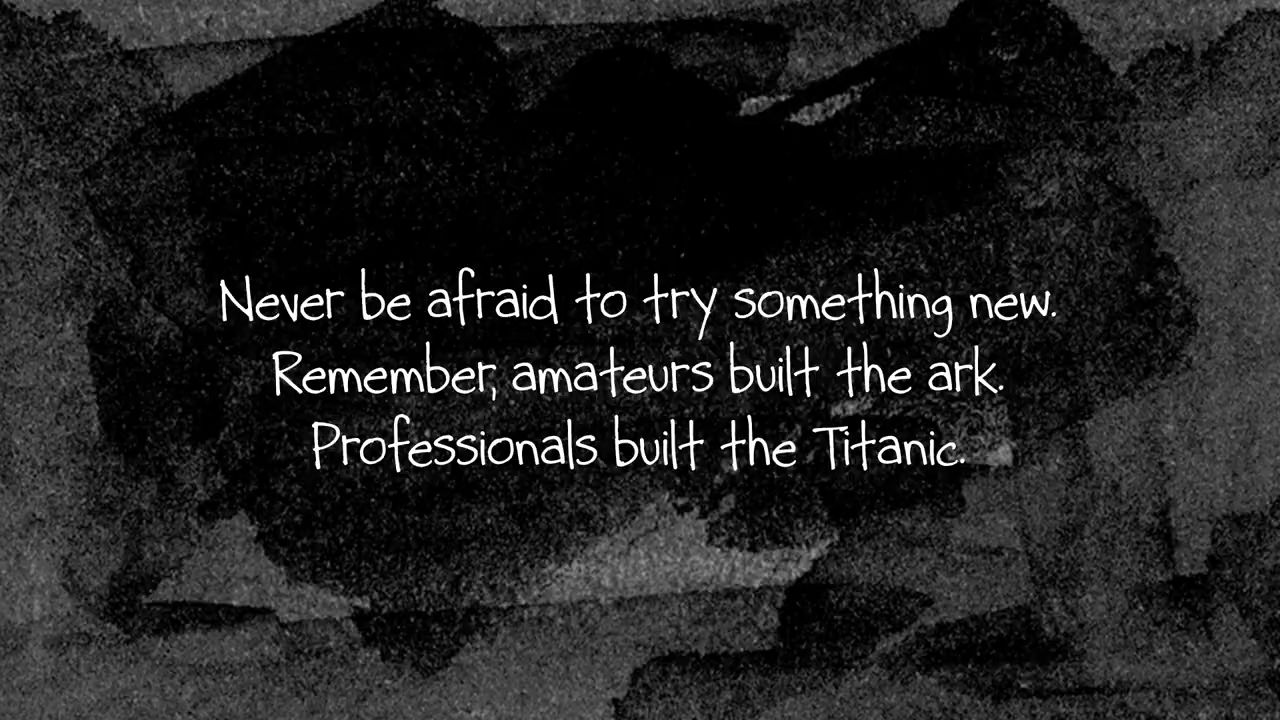 Never be afraid to try something new.
Remember, amateurs built the ark.
Professionals built the Titanic.